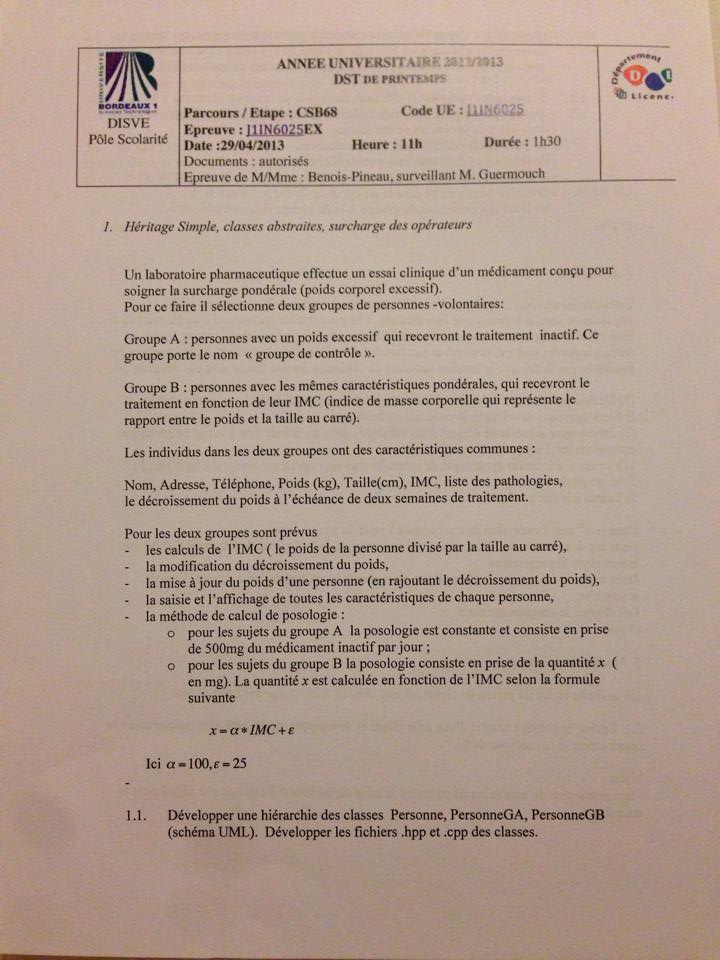 ANNEE UNIVERSITAIRE 2012/2013
DST DE PRINTEMPS
UNIVERSITE
BORDEAUX 1
DISVE
Pôle Scolarité
Parcours / Etape : CSB68 Code UE : J1IN6025
Epreuve : J1IN6025EX
Date :29/04/2013 Heure : 11h Durée : 1h30
Documents : autorisés
Epreuve de M/Mme : Benois-Pineau, surveillant M. Guermouch
Département
Licenc
1. Héritage Simple, classes abstraites, surcharge des opérateurs
Un laboratoire pharmaceutique effectue un essai clinique d'un médicament conçu pour
soigner la surcharge pondérale (poids corporel excessif).
Pour ce faire il sélectionne deux groupes de personnes -volontaires:
Groupe A : personnes avec un poids excessif qui recevront le traitement inactif. Ce
groupe porte le nom « groupe de contrôle ».
Groupe B : personnes avec les mêmes caractéristiques pondérales, qui recevront le
traitement en fonction de leur IMC (indice de masse corporelle qui représente le
rapport entre le poids et la taille au carré).
Les individus dans les deux groupes ont des caractéristiques communes :
Nom, Adresse, Téléphone, Poids (kg), Taille(cm), IMC, liste des pathologies,
le décroissement du poids à l'échéance de deux semaines de traitement.
Pour les deux groupes sont prévus
- les calculs de l'IMC ( le poids de la personne divisé par la taille au carré),
- la modification du décroissement du poids,
- la mise à jour du poids d'une personne (en rajoutant le décroissement du poids),
- la saisie et l'affichage de toutes les caractéristiques de chaque personne,
- la méthode de calcul de posologie :
o pour les sujets du groupe A la posologie est constante et consiste en prise
de 500mg du médicament inactif par jour ;
o pour les sujets du groupe B la posologie consiste en prise de la quantité x (
en mg). La quantité x est calculée en fonction de l'IMC selon la formule
suivante
x = α * IMC + ε
Ici α = 100, ε = 25
-
1.1. Développer une hiérarchie des classes Personne, PersonneGA, PersonneGB
(schéma UML). Développer les fichiers .hpp et .cpp des classes.